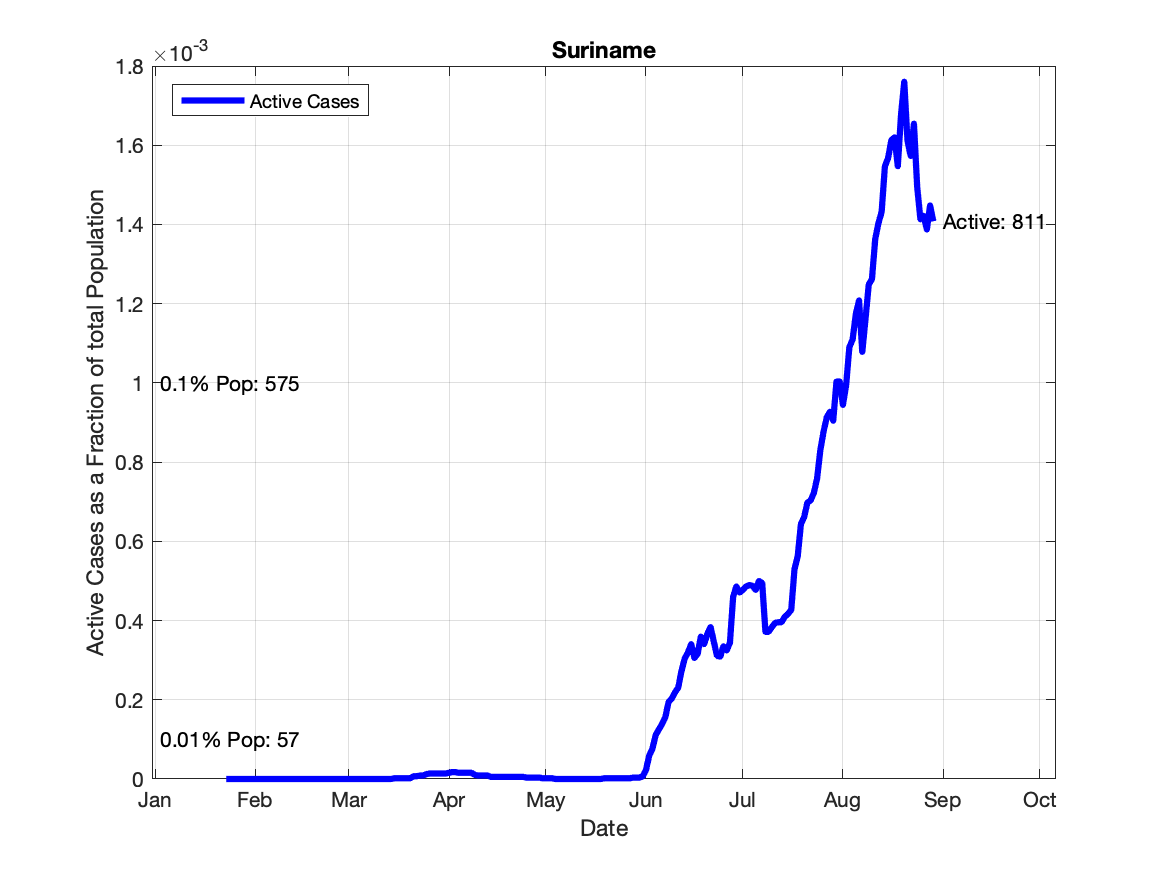 Suriname
×10-3
1.8
1.6
1.4
1.2
1
0.8
0.6
0.4
0.2
0
Active Cases as a Fraction of total Population
Active Cases
Active: 811
0.1% Pop: 575
0.01% Pop: 57
Jan Feb Mar Apr May Jun Jul Aug Sep Oct
Date